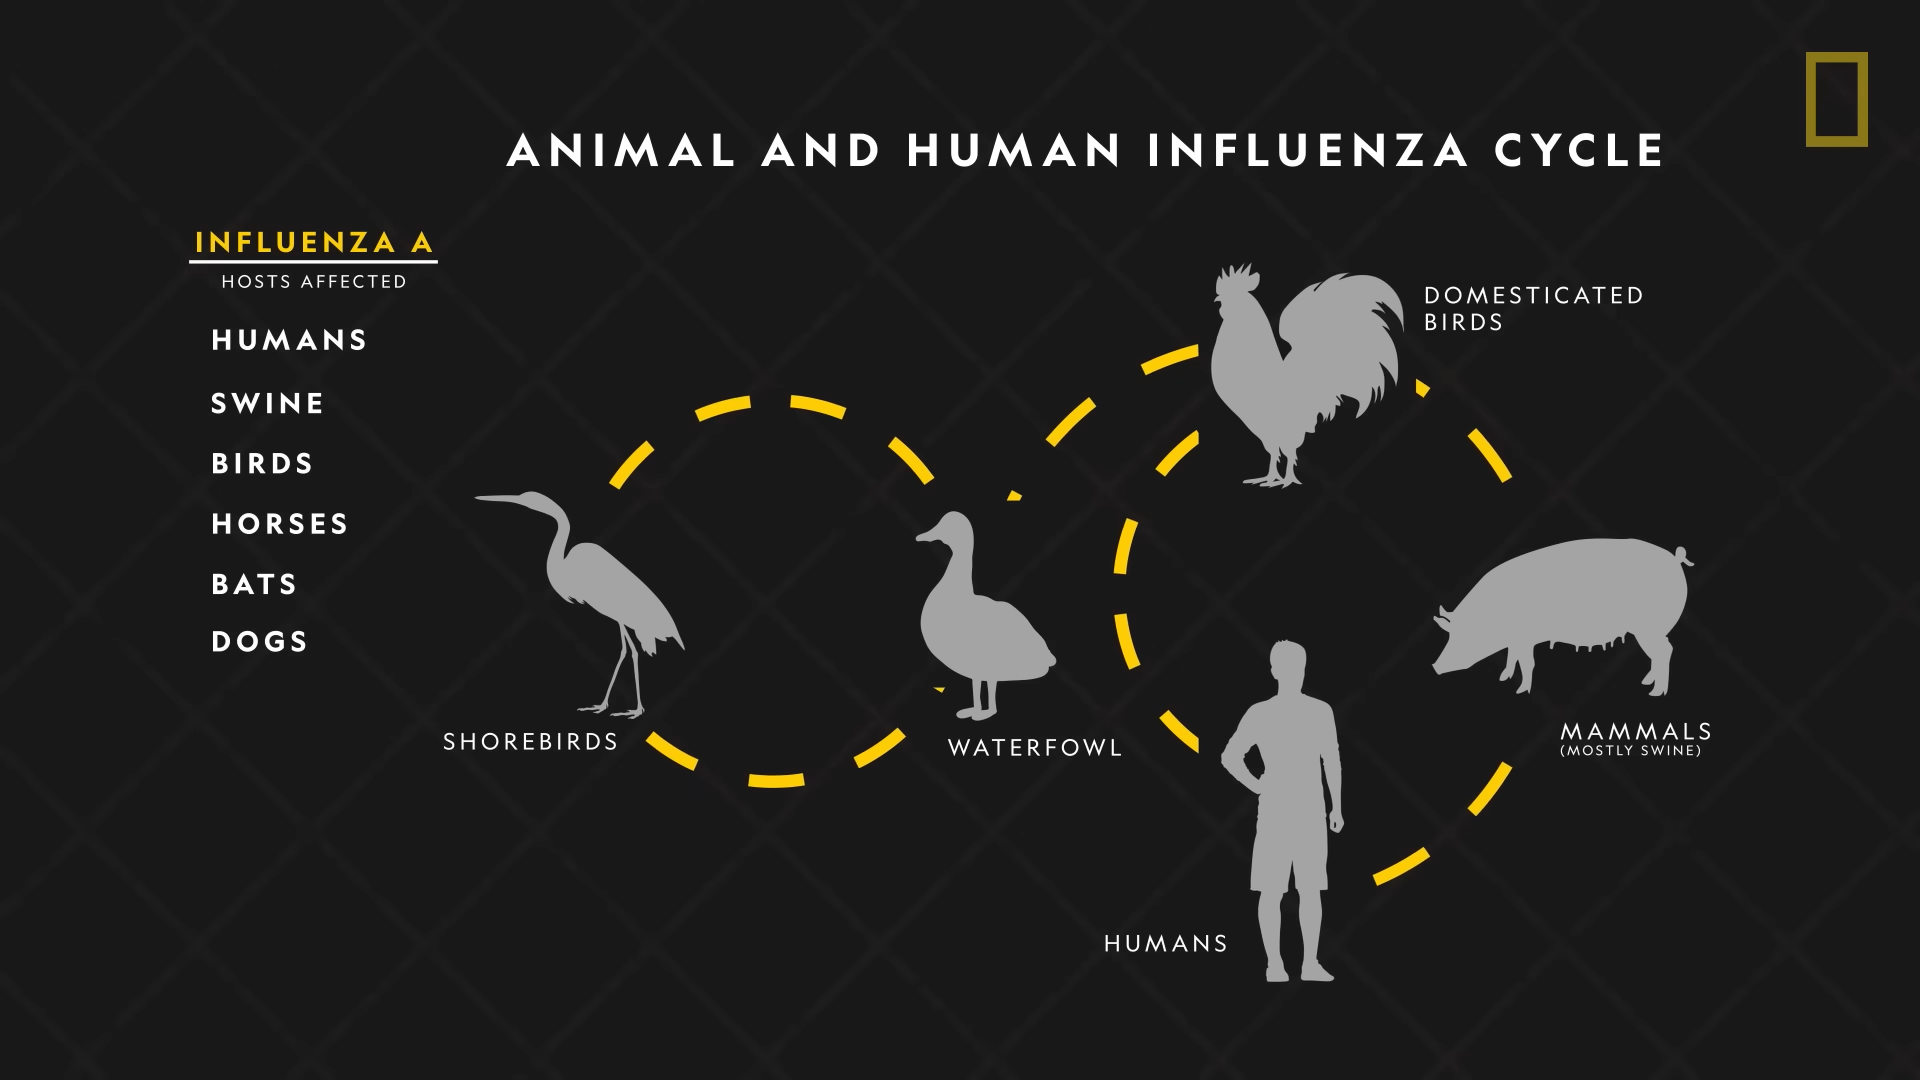 ANIMAL AND HUMAN INFLUENZA CYCLE
INFLUENZA A
HOSTS AFFECTED
HUMANS
SWINE
BIRDS
HORSES
BATS
DOGS
DOMESTICATED
BIRDS
SHOREBIRDS
WATERFOWL
MAMMALS
(MOSTLY SWINE)
HUMANS